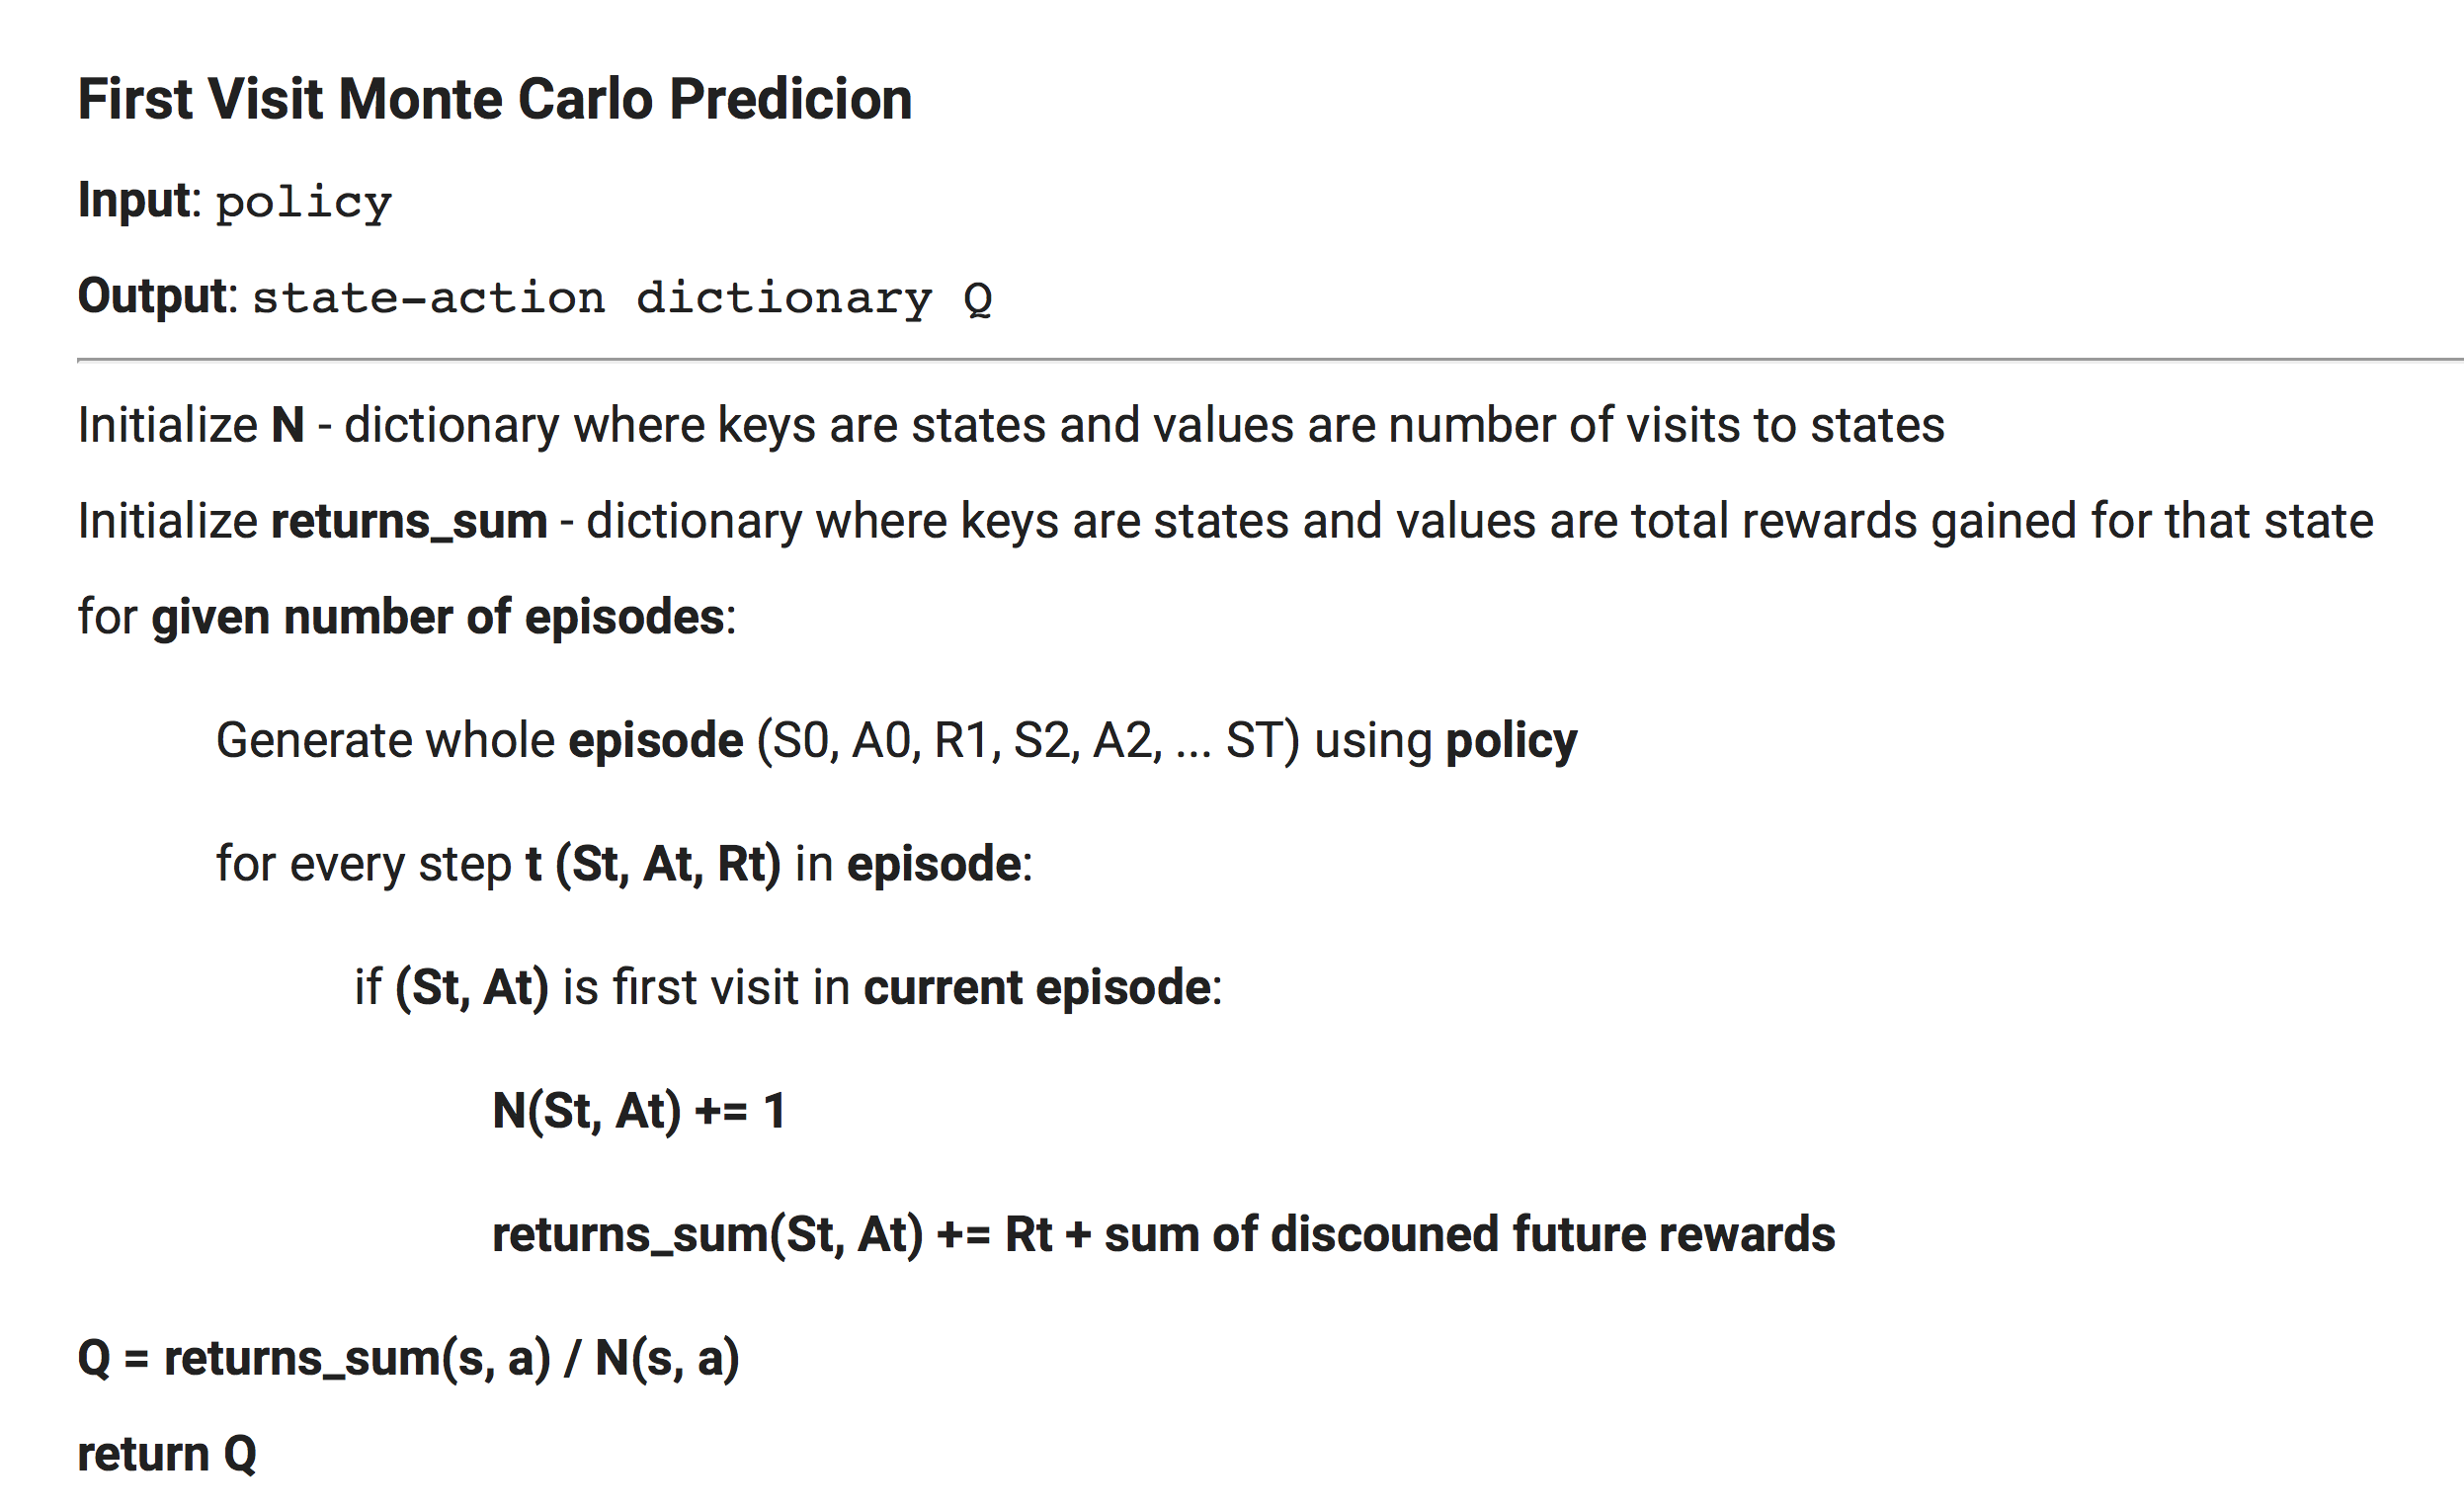 First Visit Monte Carlo Predicion
Input: policy
Output: state-action dictionary Q
Initialize N - dictionary where keys are states and values are number of visits to states
Initialize returns_sum - dictionary where keys are states and values are total rewards gained for that state
for given number of episodes:
Generate whole episode (S0, A0, R1, S2, A2, ... ST) using policy
for every step t (St, At, Rt) in episode:
if (St, At) is first visit in current episode:
N(St, At) += 1
returns_sum(St, At) += Rt + sum of discouned future rewards
Q = returns_sum(s, a) / N(s, a)
return Q